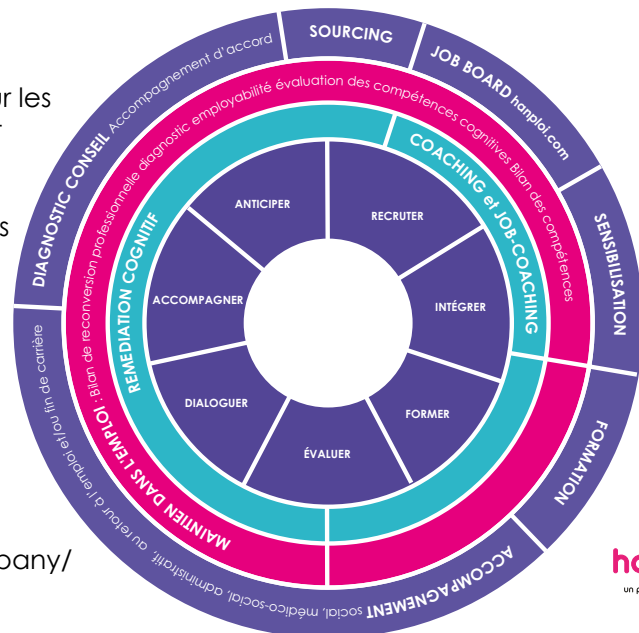 ur les
s
pany/
DIAGNOSTIC CONSEIL Accompagnement d'accord
SOURCING
JOB BOARD hanploi.com
SENSIBILISATION
FORMATION
ACCOMPAGNEMENT social, médico-social, administratif, au retour à l'emploi et/ou fin de carrière
MAINTIEN DANS L'EMPLOI : Bilan de reconversion professionnelle diagnostic employabilité évaluation des compétences cognitives Bilan des compétences
REMEDIATION COGNITIF
COACHING et JOB-COACHING
ANTICIPER
RECRUTER
INTÉGRER
FORMER
ÉVALUER
DIALOGUER
ACCOMPAGNER
ha
un p